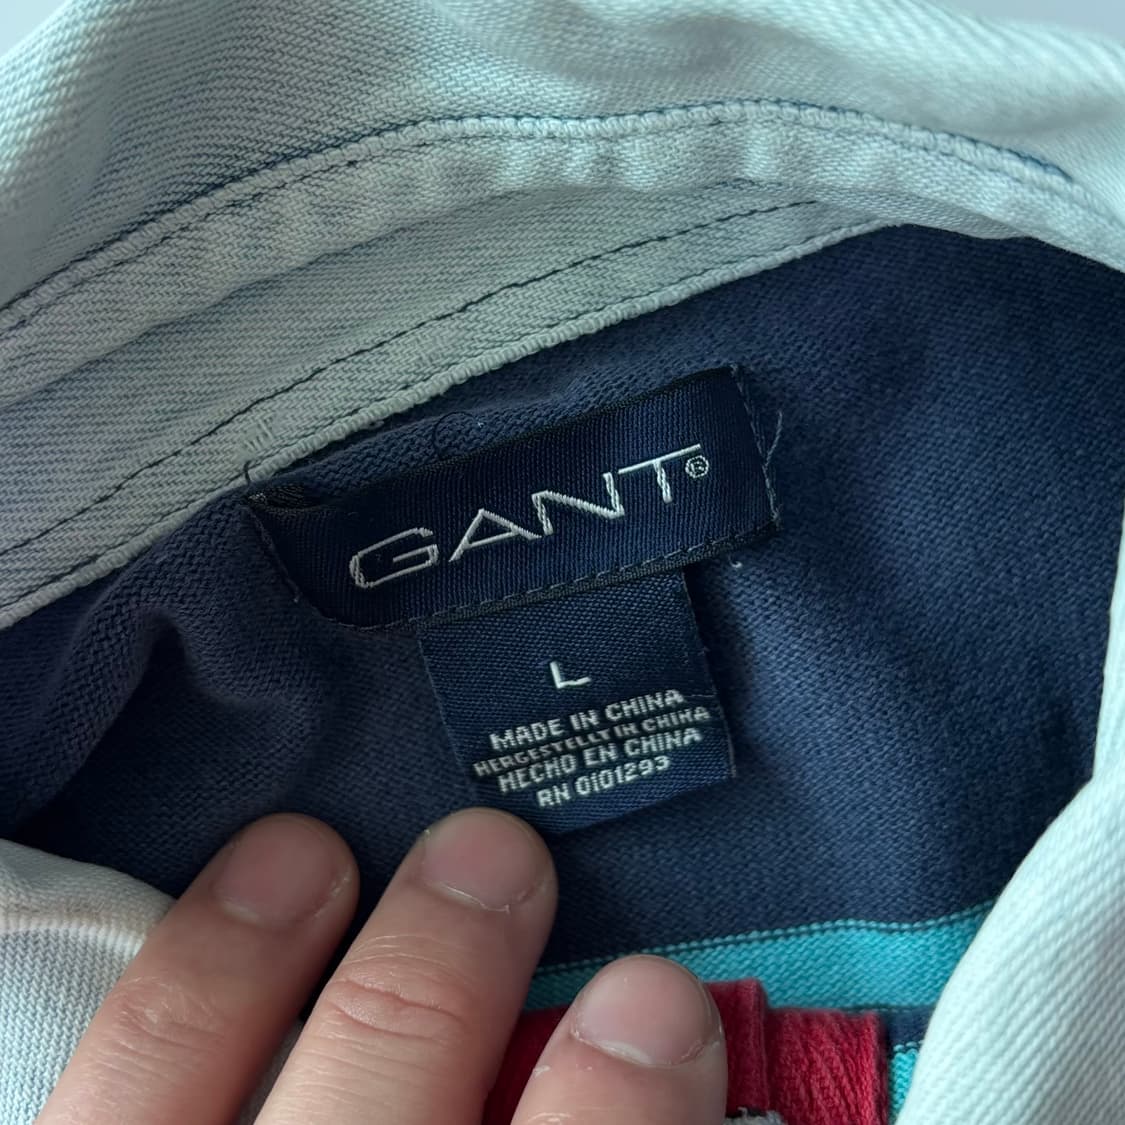 GANT®
L
MADE IN CHINA
HERGESTELLT IN CHINA
HECHO EN CHINA
RN 0101293